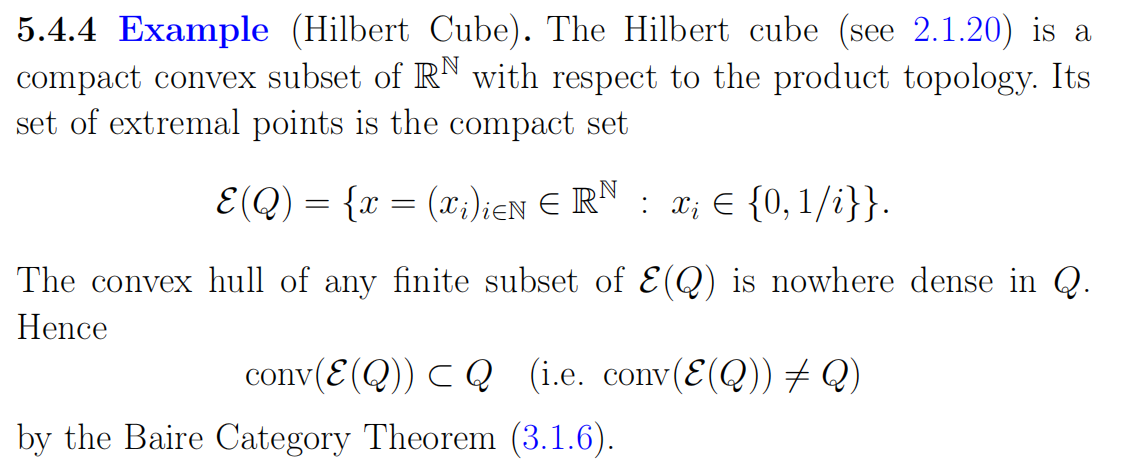 5.4.4 Example (Hilbert Cube). The Hilbert cube (see 2.1.20) is a
compact convex subset of ℝ^ℕ with respect to the product topology. Its
set of extremal points is the compact set
ℰ(Q) = {x = (x_i)_{i∈ℕ} ∈ ℝ^ℕ : x_i ∈ {0, 1/i}}.
The convex hull of any finite subset of ℰ(Q) is nowhere dense in Q.
Hence
conv(ℰ(Q)) ⊂ Q (i.e. conv(ℰ(Q)) ≠ Q)
by the Baire Category Theorem (3.1.6).